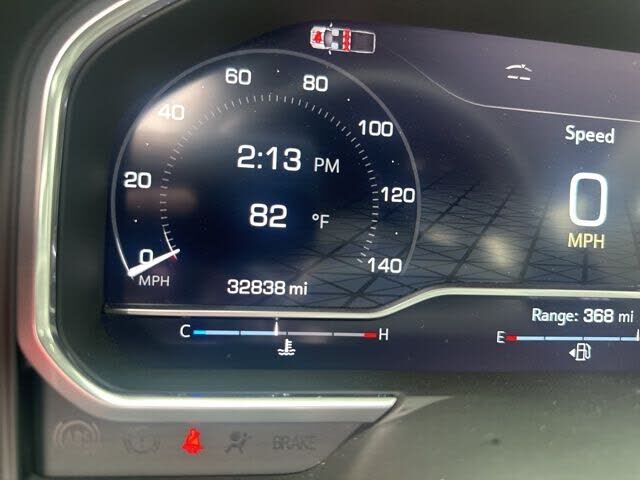 60
80
40
100
2:13 PM
Speed
20
120
82 °F
0
MPH
0
140
MPH
32838 mi
Range: 368 mi
C
H
E
ABS
BRAKE